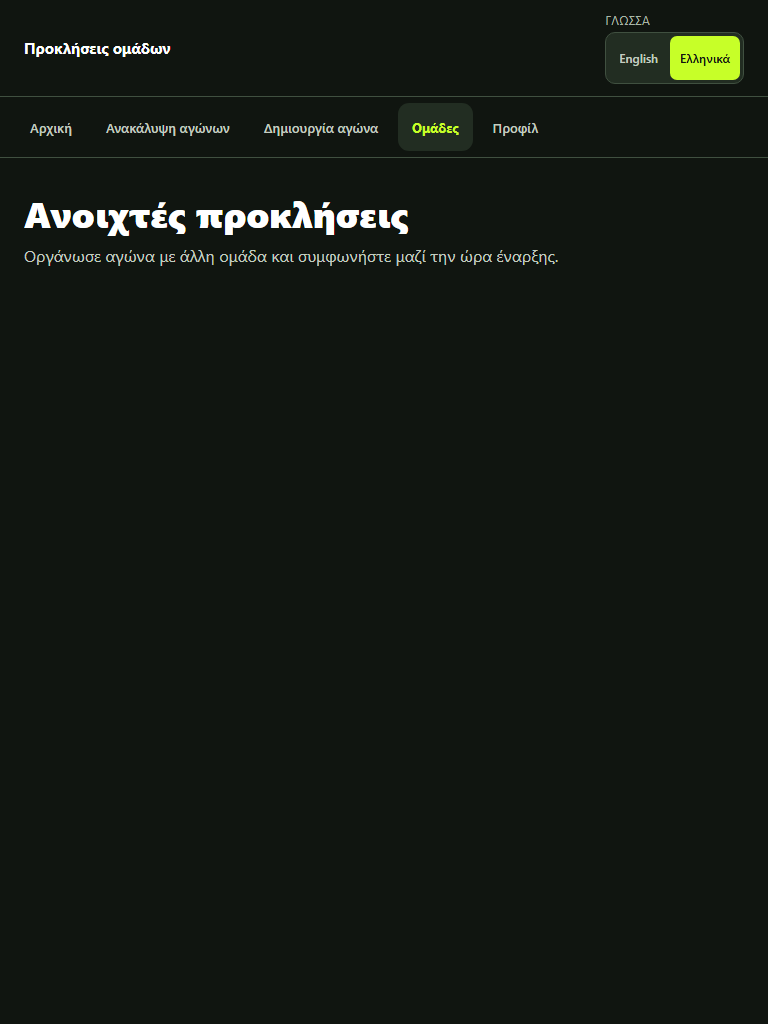 Προκλήσεις ομάδων
ΓΛΩΣΣΑ
English
Ελληνικά
Αρχική
Ανακάλυψη αγώνων
Δημιουργία αγώνα
Ομάδες
Προφίλ
Ανοιχτές προκλήσεις
Οργάνωσε αγώνα με άλλη ομάδα και συμφωνήστε μαζί την ώρα έναρξης.